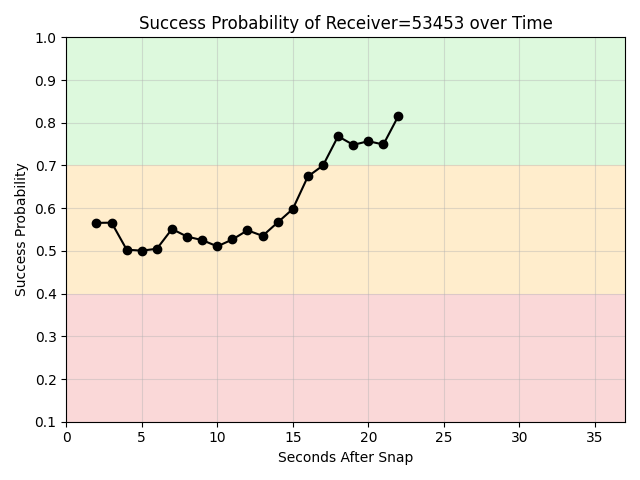 Success Probability of Receiver=53453 over Time
1.0
0.9
0.8
0.7
0.6
0.5
0.4
0.3
0.2
0.1
Success Probability
0 5 10 15 20 25 30 35
Seconds After Snap